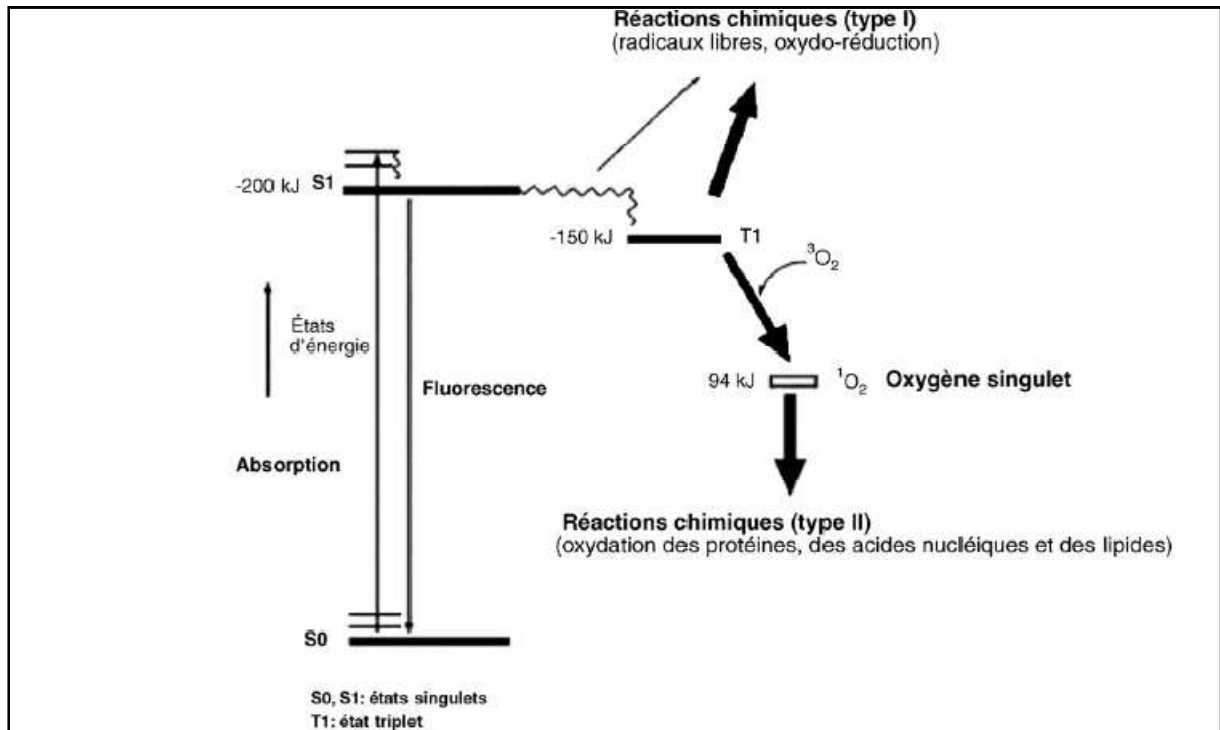 Réactions chimiques (type I)
(radicaux libres, oxydo-réduction)
-200 kJ S1
-150 kJ T1
³O₂
États
d'énergie
94 kJ ¹O₂ Oxygène singulet
Fluorescence
Absorption
Réactions chimiques (type II)
(oxydation des protéines, des acides nucléiques et des lipides)
S0
S0, S1: états singulets
T1: état triplet